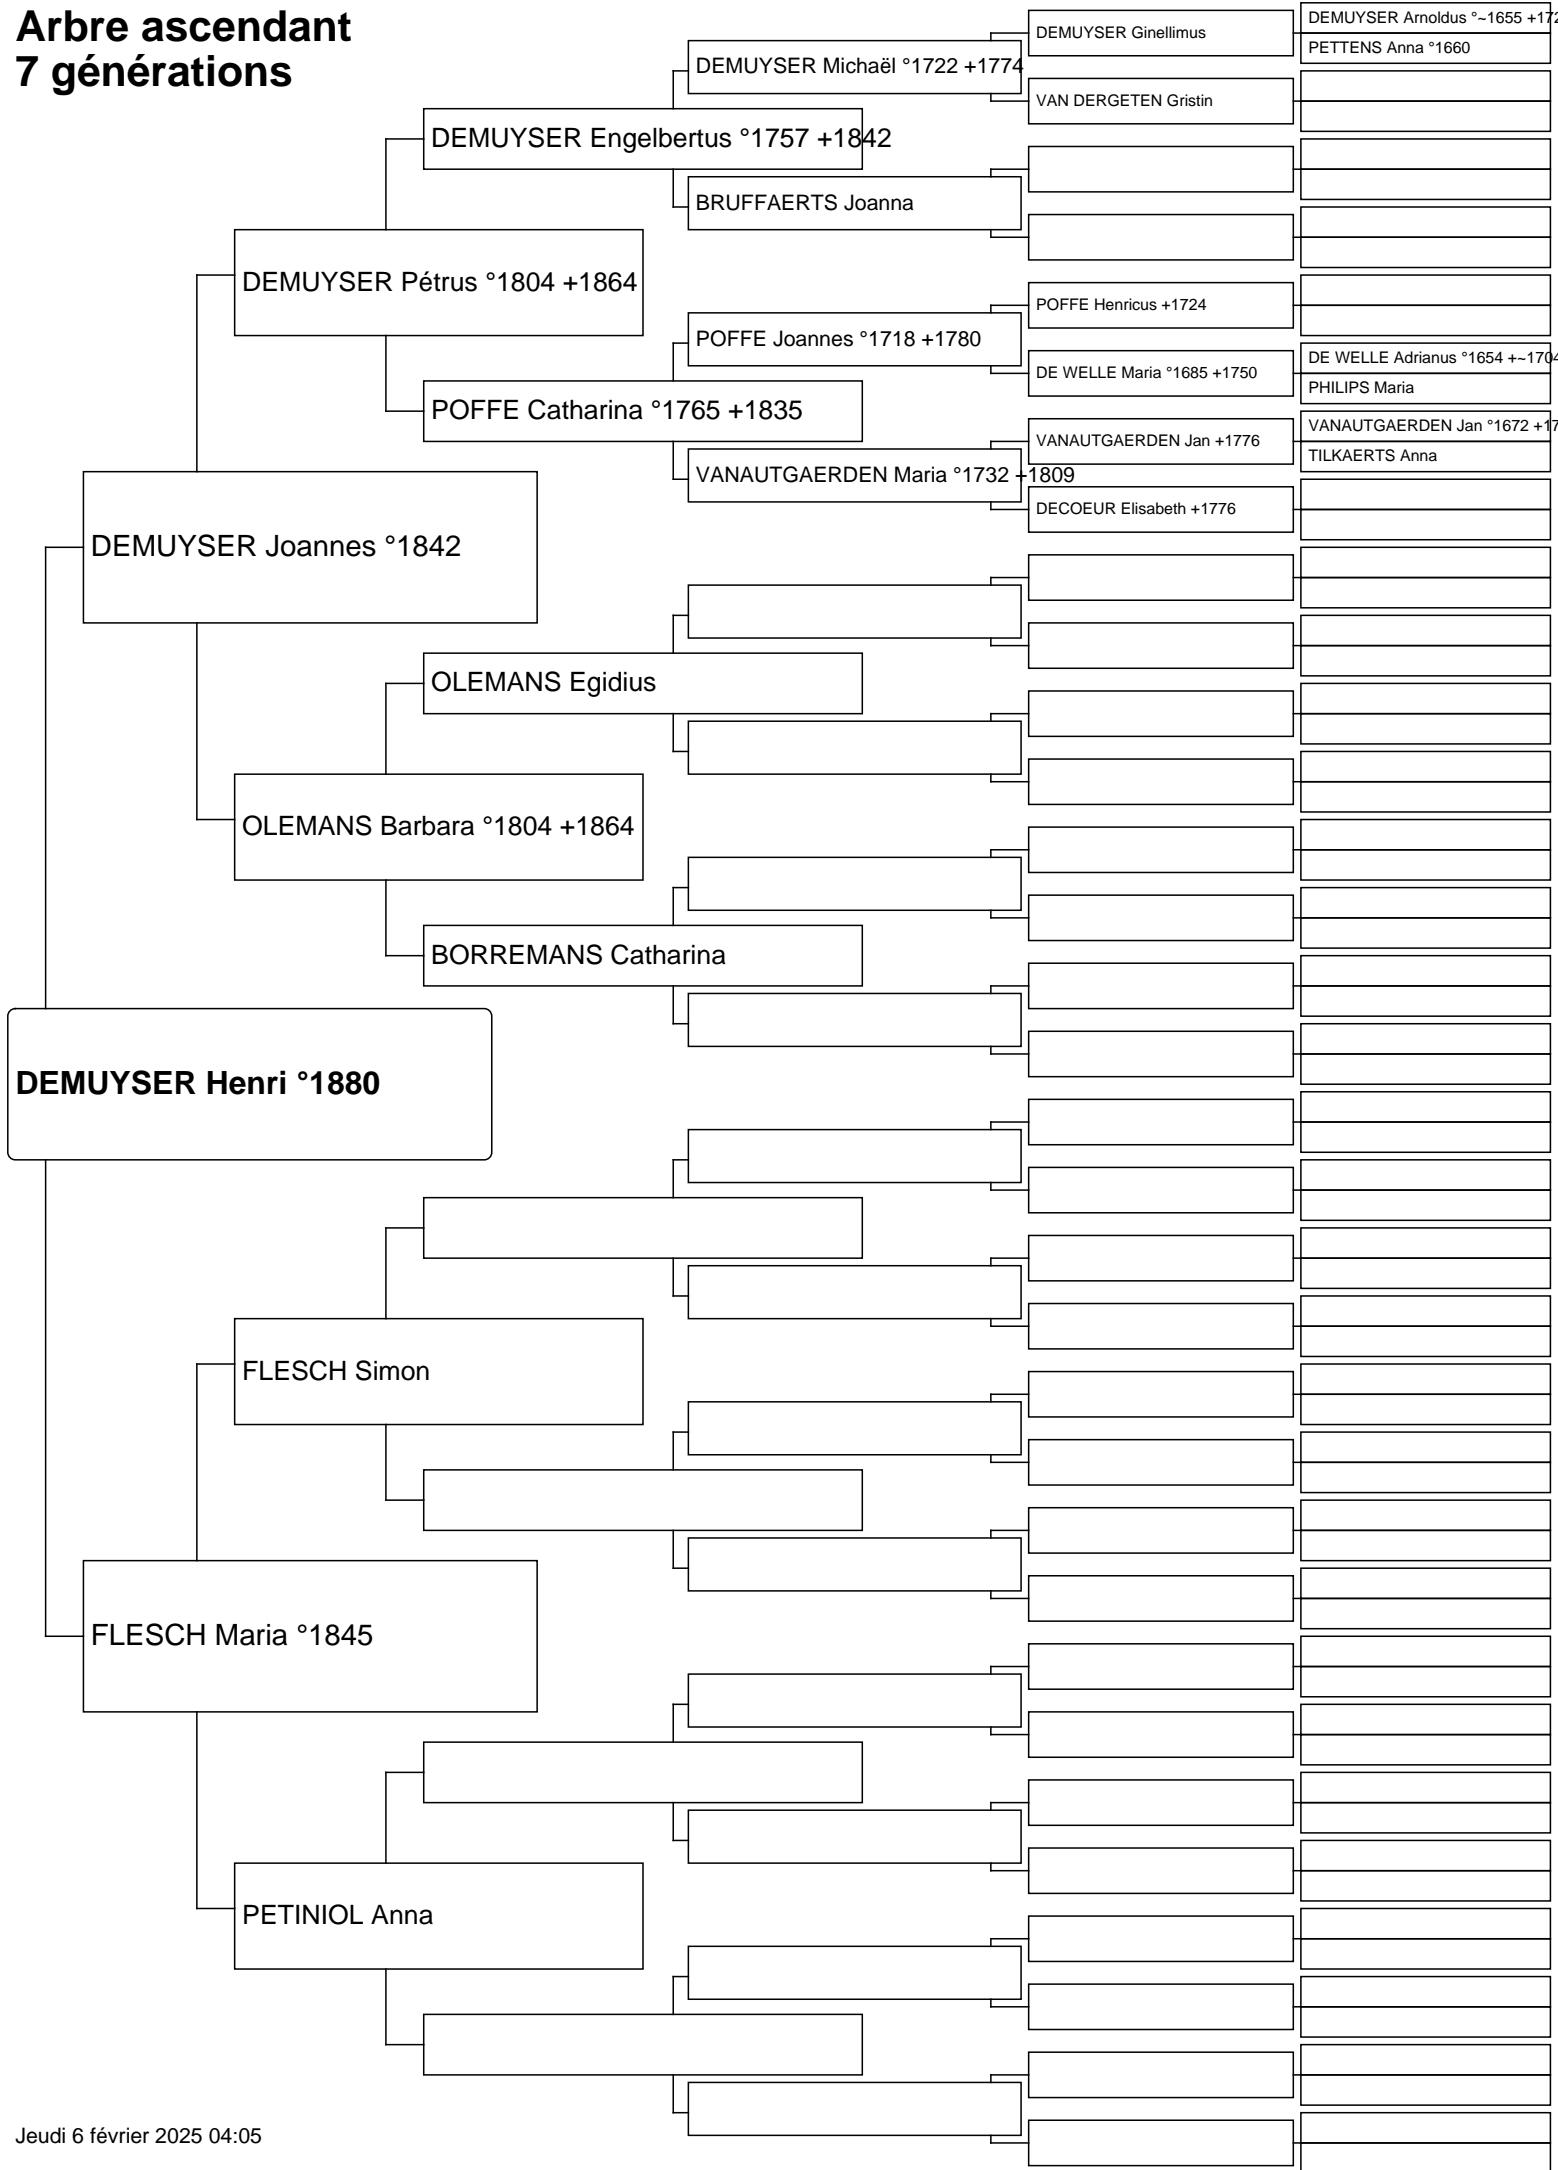 Arbre ascendant
7 générations
DEMUYSER Ginellimus
DEMUYSER Arnoldus °~1655 +172
PETTENS Anna °1660
DEMUYSER Michaël °1722 +1774
VAN DERGETEN Gristin
DEMUYSER Engelbertus °1757 +1842
BRUFFAERTS Joanna
DEMUYSER Pétrus °1804 +1864
POFFE Henricus +1724
POFFE Joannes °1718 +1780
DE WELLE Adrianus °1654 +~1704
DE WELLE Maria °1685 +1750
PHILIPS Maria
POFFE Catharina °1765 +1835
VANAUTGAERDEN Jan °1672 +17
VANAUTGAERDEN Jan +1776
TILKAERTS Anna
VANAUTGAERDEN Maria °1732 +1809
DECOEUR Elisabeth +1776
DEMUYSER Joannes °1842
OLEMANS Egidius
OLEMANS Barbara °1804 +1864
BORREMANS Catharina
DEMUYSER Henri °1880
FLESCH Simon
FLESCH Maria °1845
PETINIOL Anna
Jeudi 6 février 2025 04:05